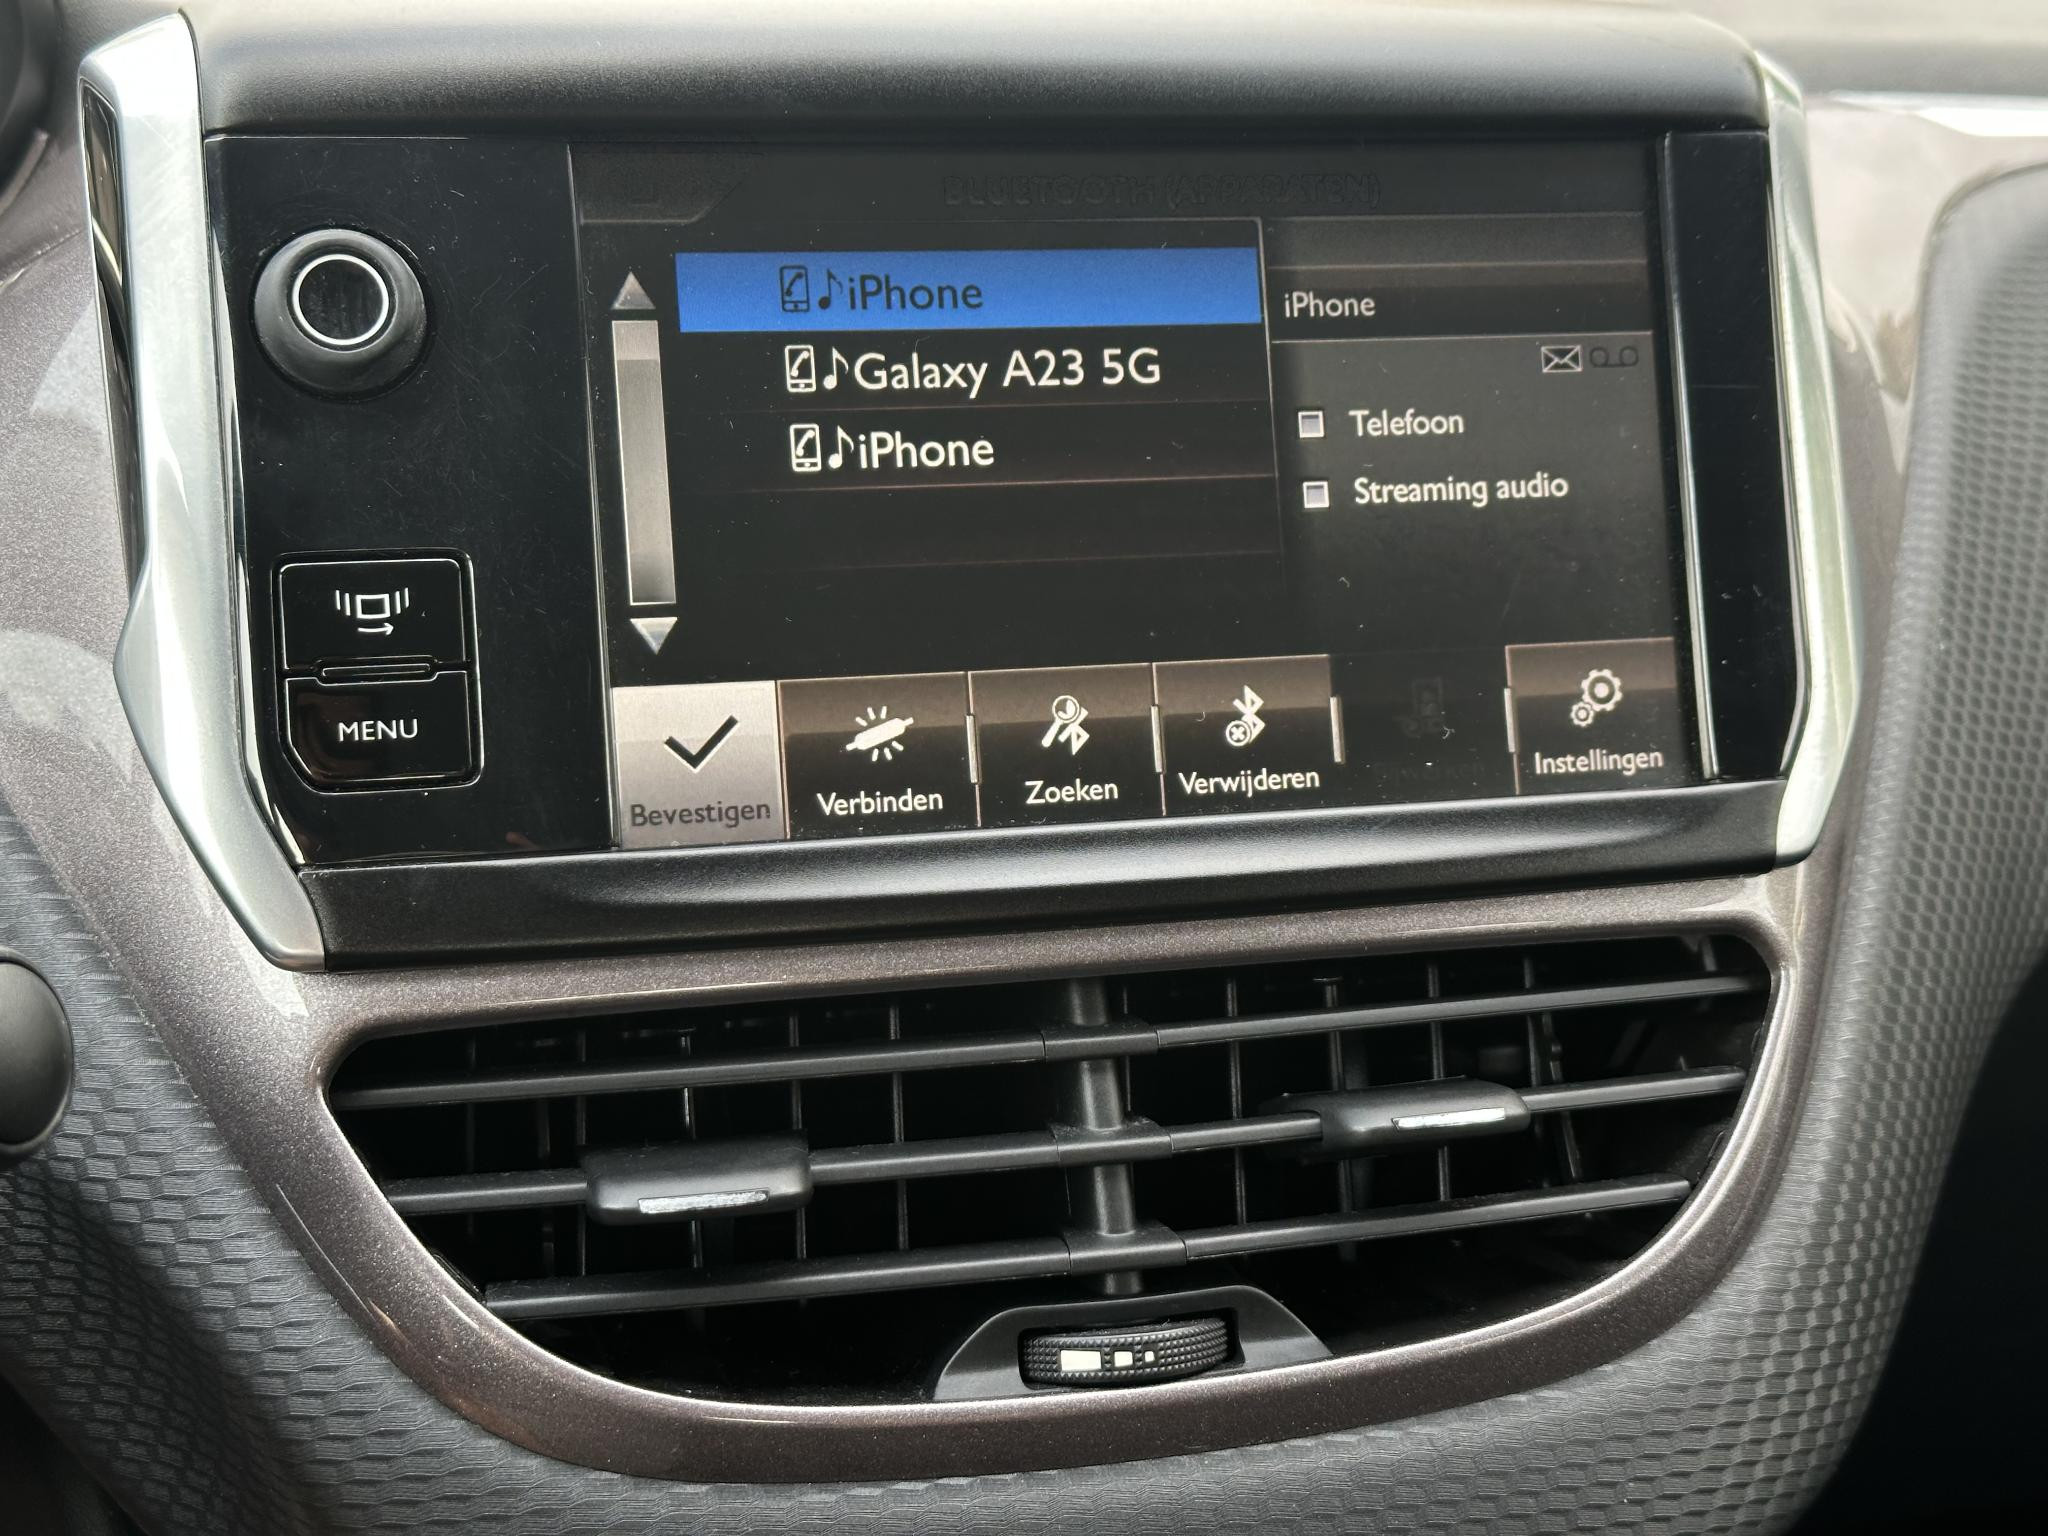 BLUETOOTH (APPARATEN)
iPhone
Galaxy A23 5G
iPhone
iPhone
Telefoon
Streaming audio
MENU
Bevestigen
Verbinden
Zoeken
Verwijderen
Instellingen